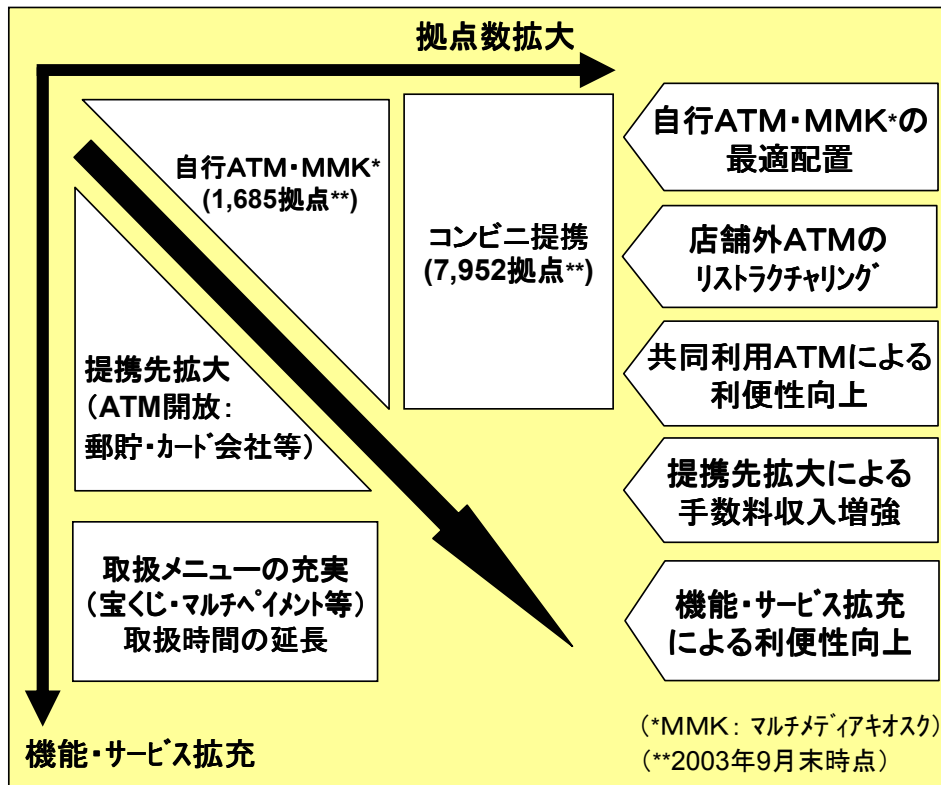 拠点数拡大
自行ATM・MMK*
(1,685拠点**)
コンビニ提携
(7,952拠点**)
提携先拡大
（ATM開放：
郵貯・カード会社等）
取扱メニューの充実
（宝くじ・マルチペイメント等）
取扱時間の延長
機能・サービス拡充
自行ATM・MMK*の
最適配置
店舗外ATMの
リストラクチャリング
共同利用ATMによる
利便性向上
提携先拡大による
手数料収入増強
機能・サービス拡充
による利便性向上
（*MMK： マルチメディアキオスク）
（**2003年9月末時点）